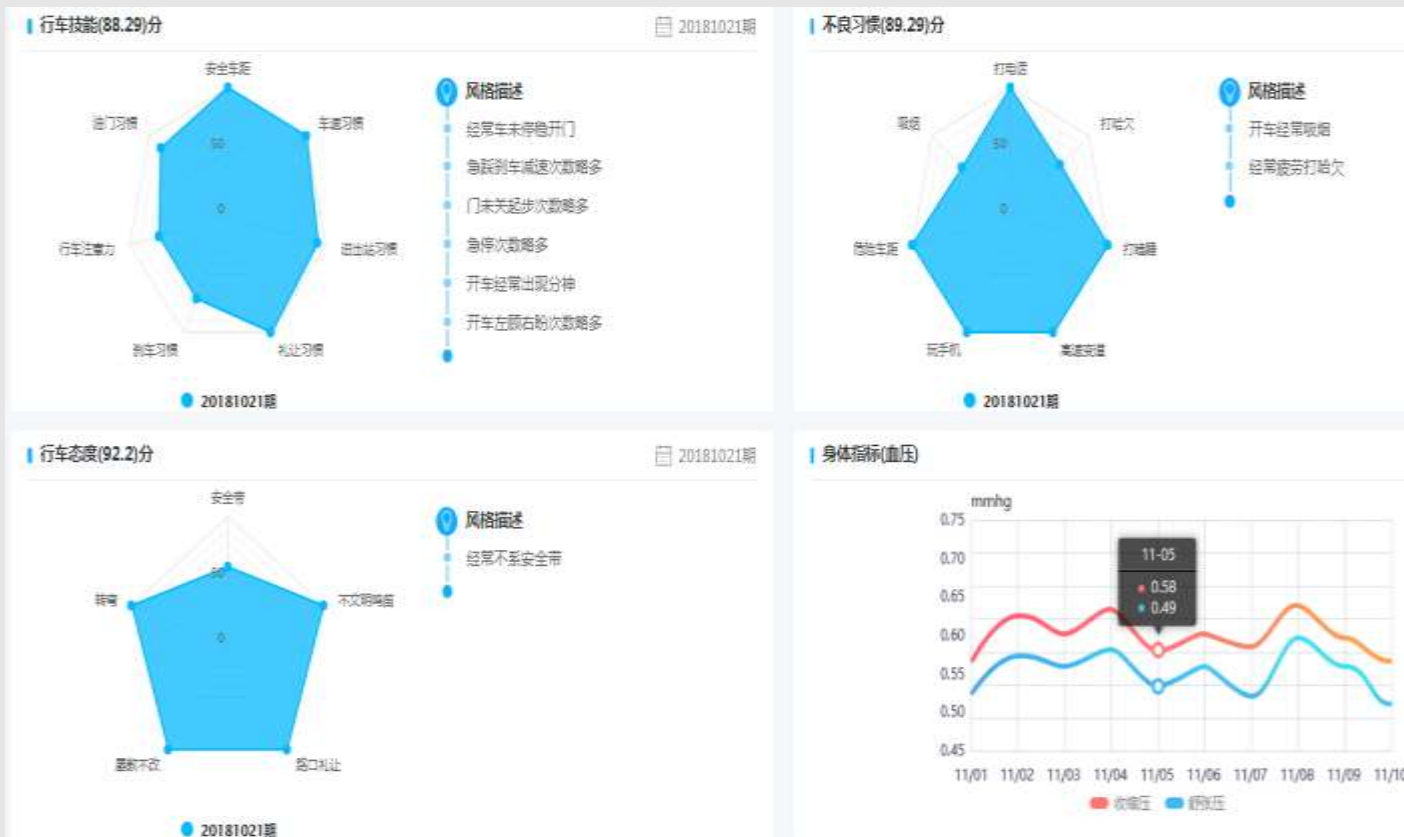 行车技能(88.29)分
20181021期
安全车距
油门习惯
车速习惯
50
0
行车注意力
进出站习惯
刹车习惯
礼让习惯
20181021期
风格描述
经常车未停稳开门
急踩刹车减速次数略多
门未关起步次数略多
急停次数略多
开车经常出现分神
开车左顾右盼次数略多
不良习惯(89.29)分
打电话
吸烟
打哈欠
50
0
危险车距
打瞌睡
玩手机
高速变道
20181021期
风格描述
开车经常吸烟
经常疲劳打哈欠
行车态度(92.2)分
20181021期
安全带
50
转弯
不文明鸣笛
0
屡教不改
路口礼让
20181021期
风格描述
经常不系安全带
身体指标(血压)
mmhg
0.75
0.70
0.65
0.60
0.55
0.50
0.45
11-05
0.58
0.49
11/01 11/02 11/03 11/04 11/05 11/06 11/07 11/08 11/09 11/10
收缩压 舒张压